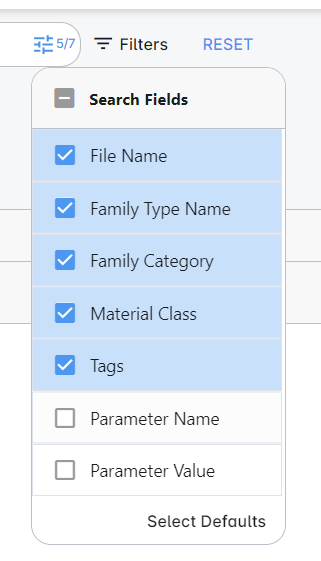 5/7 Filters RESET
Search Fields
File Name
Family Type Name
Family Category
Material Class
Tags
Parameter Name
Parameter Value
Select Defaults